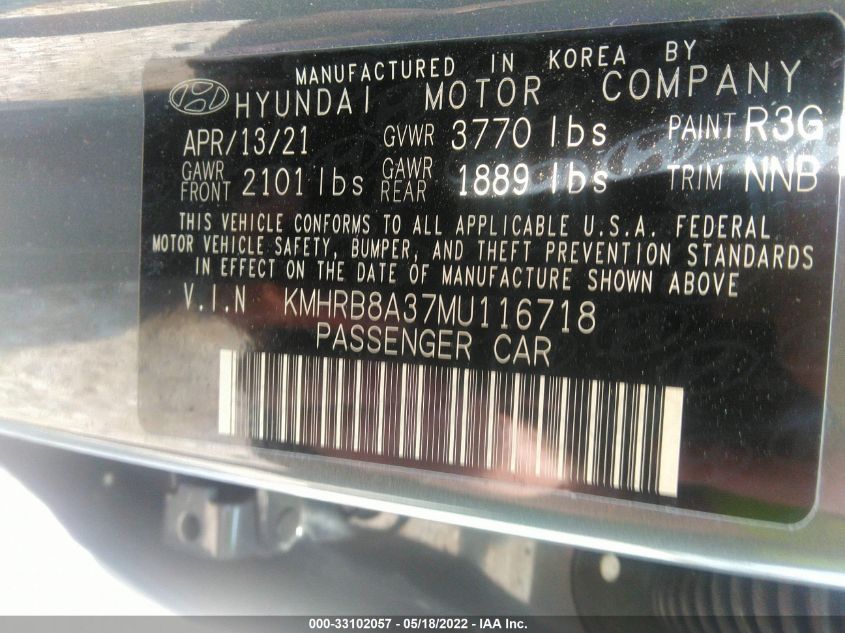 MANUFACTURED IN KOREA BY
HYUNDAI MOTOR COMPANY
APR/13/21 GVWR 3770 lbs PAINT R3G
GAWR FRONT 2101 lbs GAWR REAR 1889 lbs TRIM NNB
THIS VEHICLE CONFORMS TO ALL APPLICABLE U.S.A. FEDERAL
MOTOR VEHICLE SAFETY, BUMPER, AND THEFT PREVENTION STANDARDS
IN EFFECT ON THE DATE OF MANUFACTURE SHOWN ABOVE
V.I.N KMHRB8A37MU116718
PASSENGER CAR
000-33102057 - 05/18/2022 - IAA Inc.